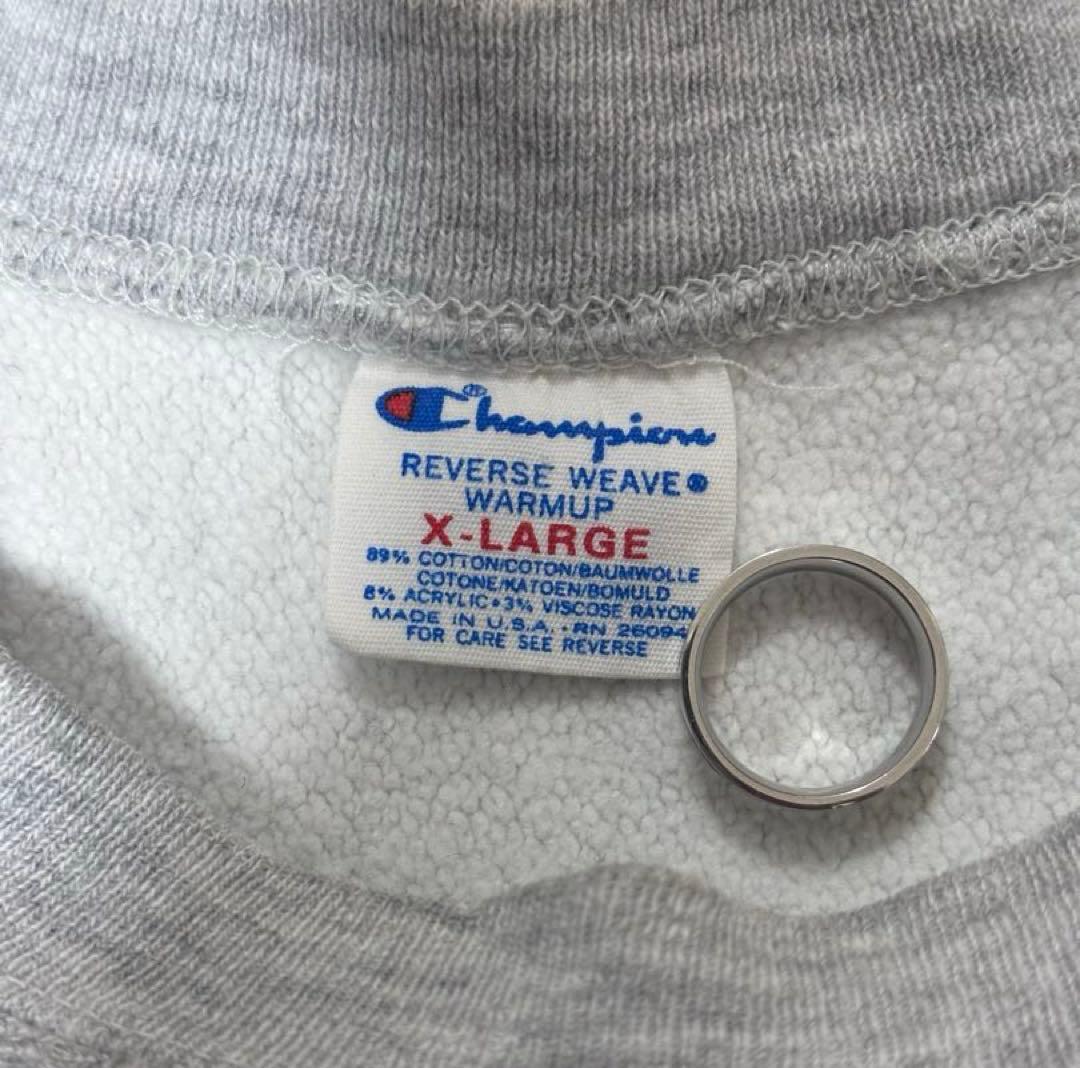 Champion®
REVERSE WEAVE®
WARMUP
X-LARGE
89% COTTON/COTON/BAUMWOLLE
COTONE/KATOEN/BOMULD
8% ACRYLIC•3% VISCOSE RAYON
MADE IN U.S.A. •RN 26094
FOR CARE SEE REVERSE